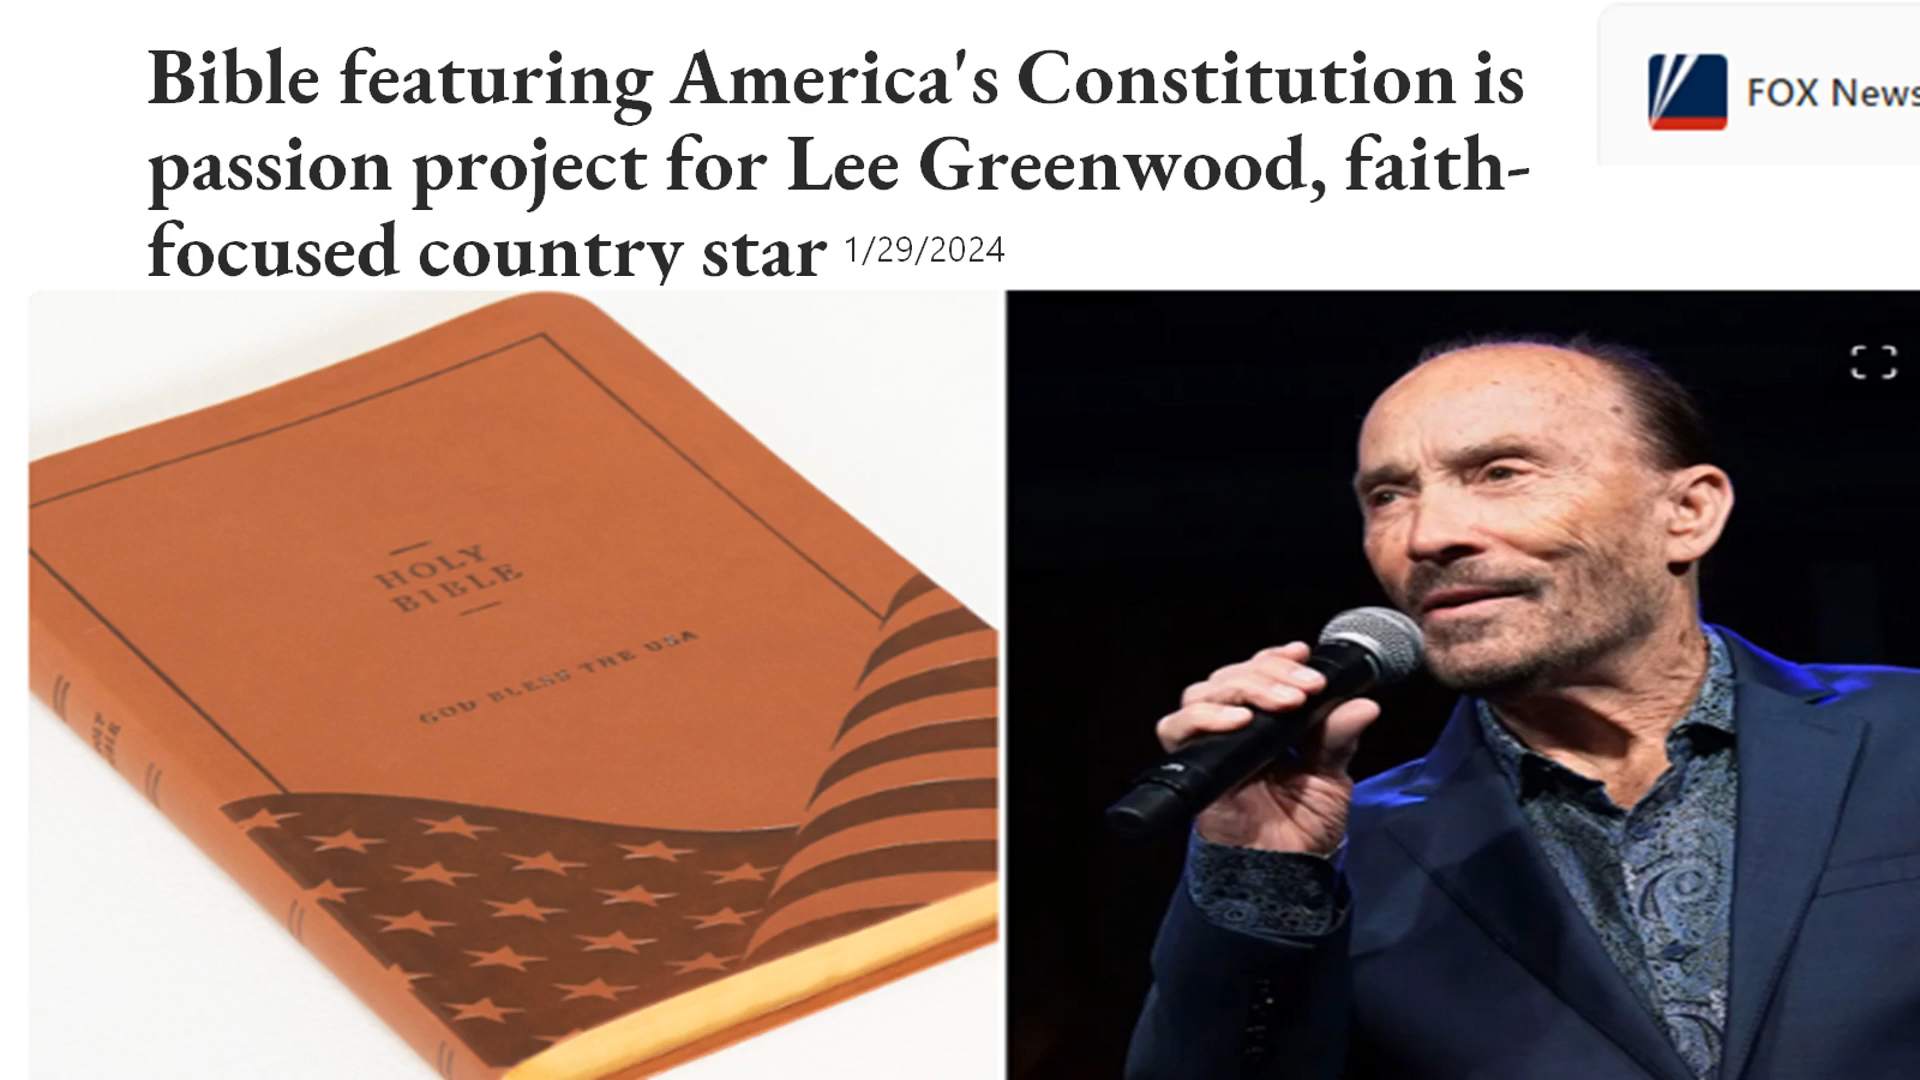 Bible featuring America's Constitution is
passion project for Lee Greenwood, faith-
focused country star 1/29/2024
FOX News
HOLY
BIBLE
GOD BLESS THE USA
HOLY